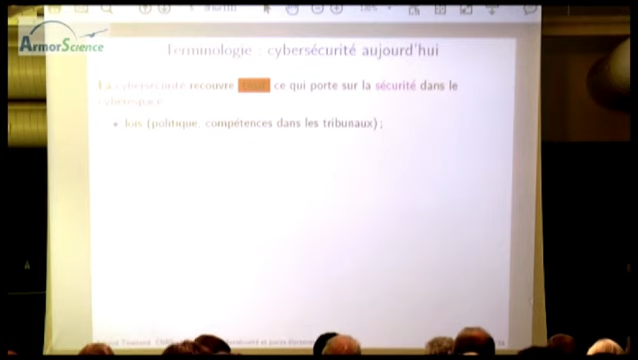 ArmorScience
Terminologie : cybersécurité aujourd'hui
La cybersécurité recouvre tout ce qui porte sur la sécurité dans le
cyberespace
• lois (politique, compétences dans les tribunaux) ;